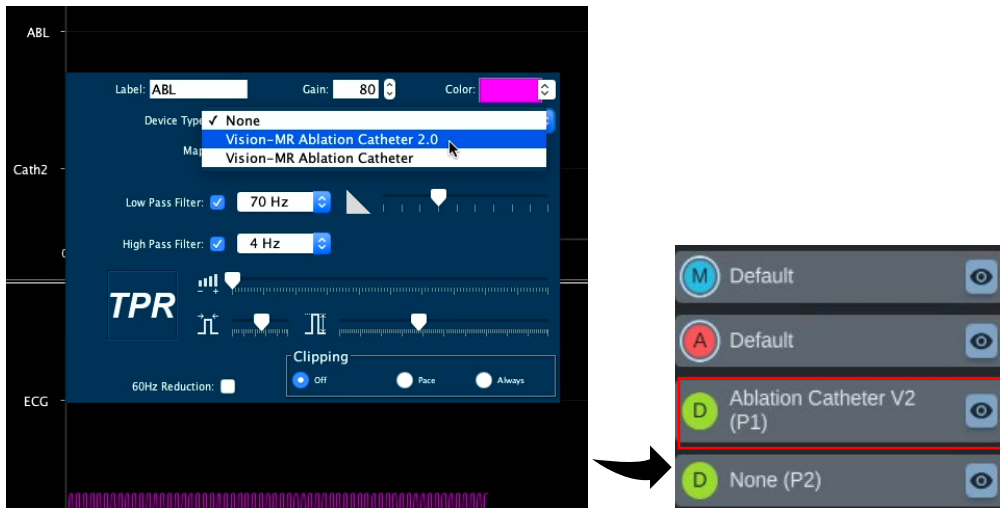 ABL
Label: ABL Gain: 80 Color:
Device Type ✓ None
Vision-MR Ablation Catheter 2.0
Map
Vision-MR Ablation Catheter
Cath2
Low Pass Filter: 70 Hz
High Pass Filter: 4 Hz
TPR
- +
Clipping
60Hz Reduction: Off Pace Always
ECG
M Default
A Default
D Ablation Catheter V2
(P1)
D None (P2)